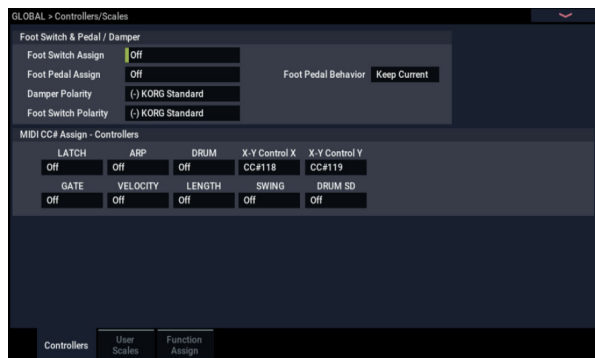 GLOBAL > Controllers/Scales
Foot Switch & Pedal / Damper
Foot Switch Assign Off
Foot Pedal Assign Off Foot Pedal Behavior Keep Current
Damper Polarity (-) KORG Standard
Foot Switch Polarity (-) KORG Standard
MIDI CC# Assign - Controllers
LATCH ARP DRUM X-Y Control X X-Y Control Y
Off Off Off CC#118 CC#119
GATE VELOCITY LENGTH SWING DRUM SD
Off Off Off Off Off
Controllers User Scales Function Assign